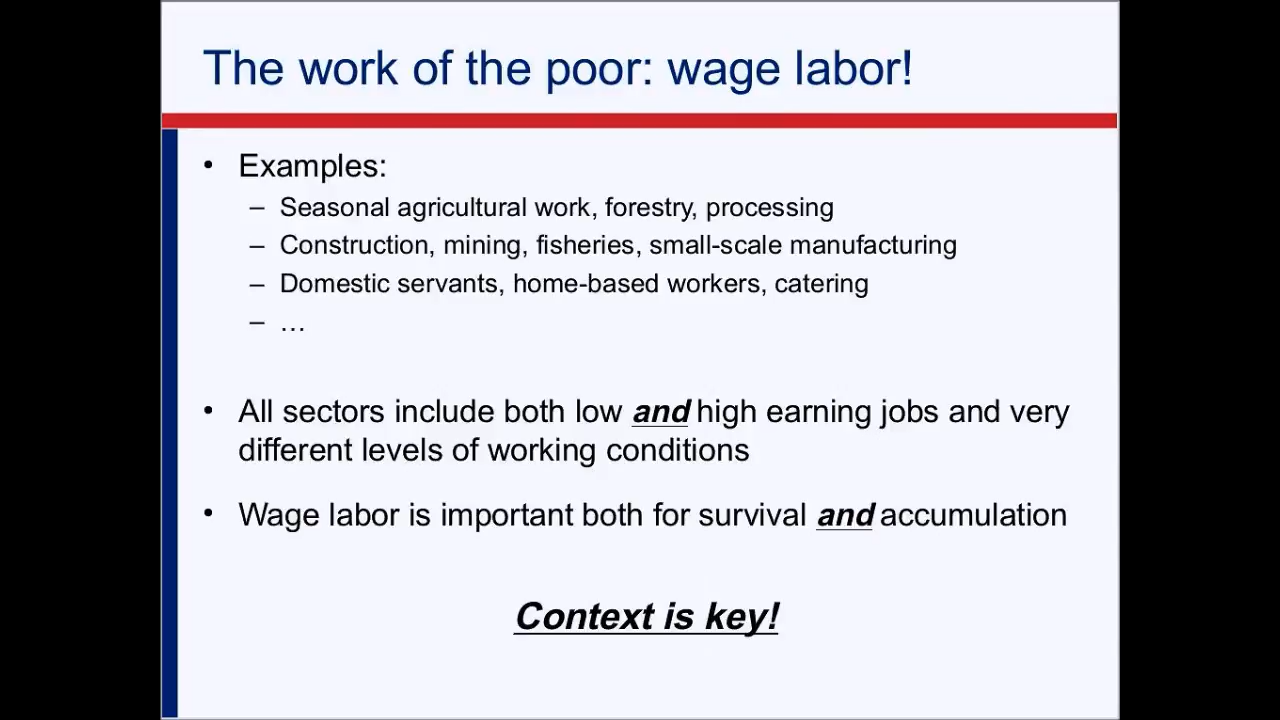 The work of the poor: wage labor!
• Examples:
– Seasonal agricultural work, forestry, processing
– Construction, mining, fisheries, small-scale manufacturing
– Domestic servants, home-based workers, catering
– …
• All sectors include both low and high earning jobs and very
different levels of working conditions
• Wage labor is important both for survival and accumulation
Context is key!